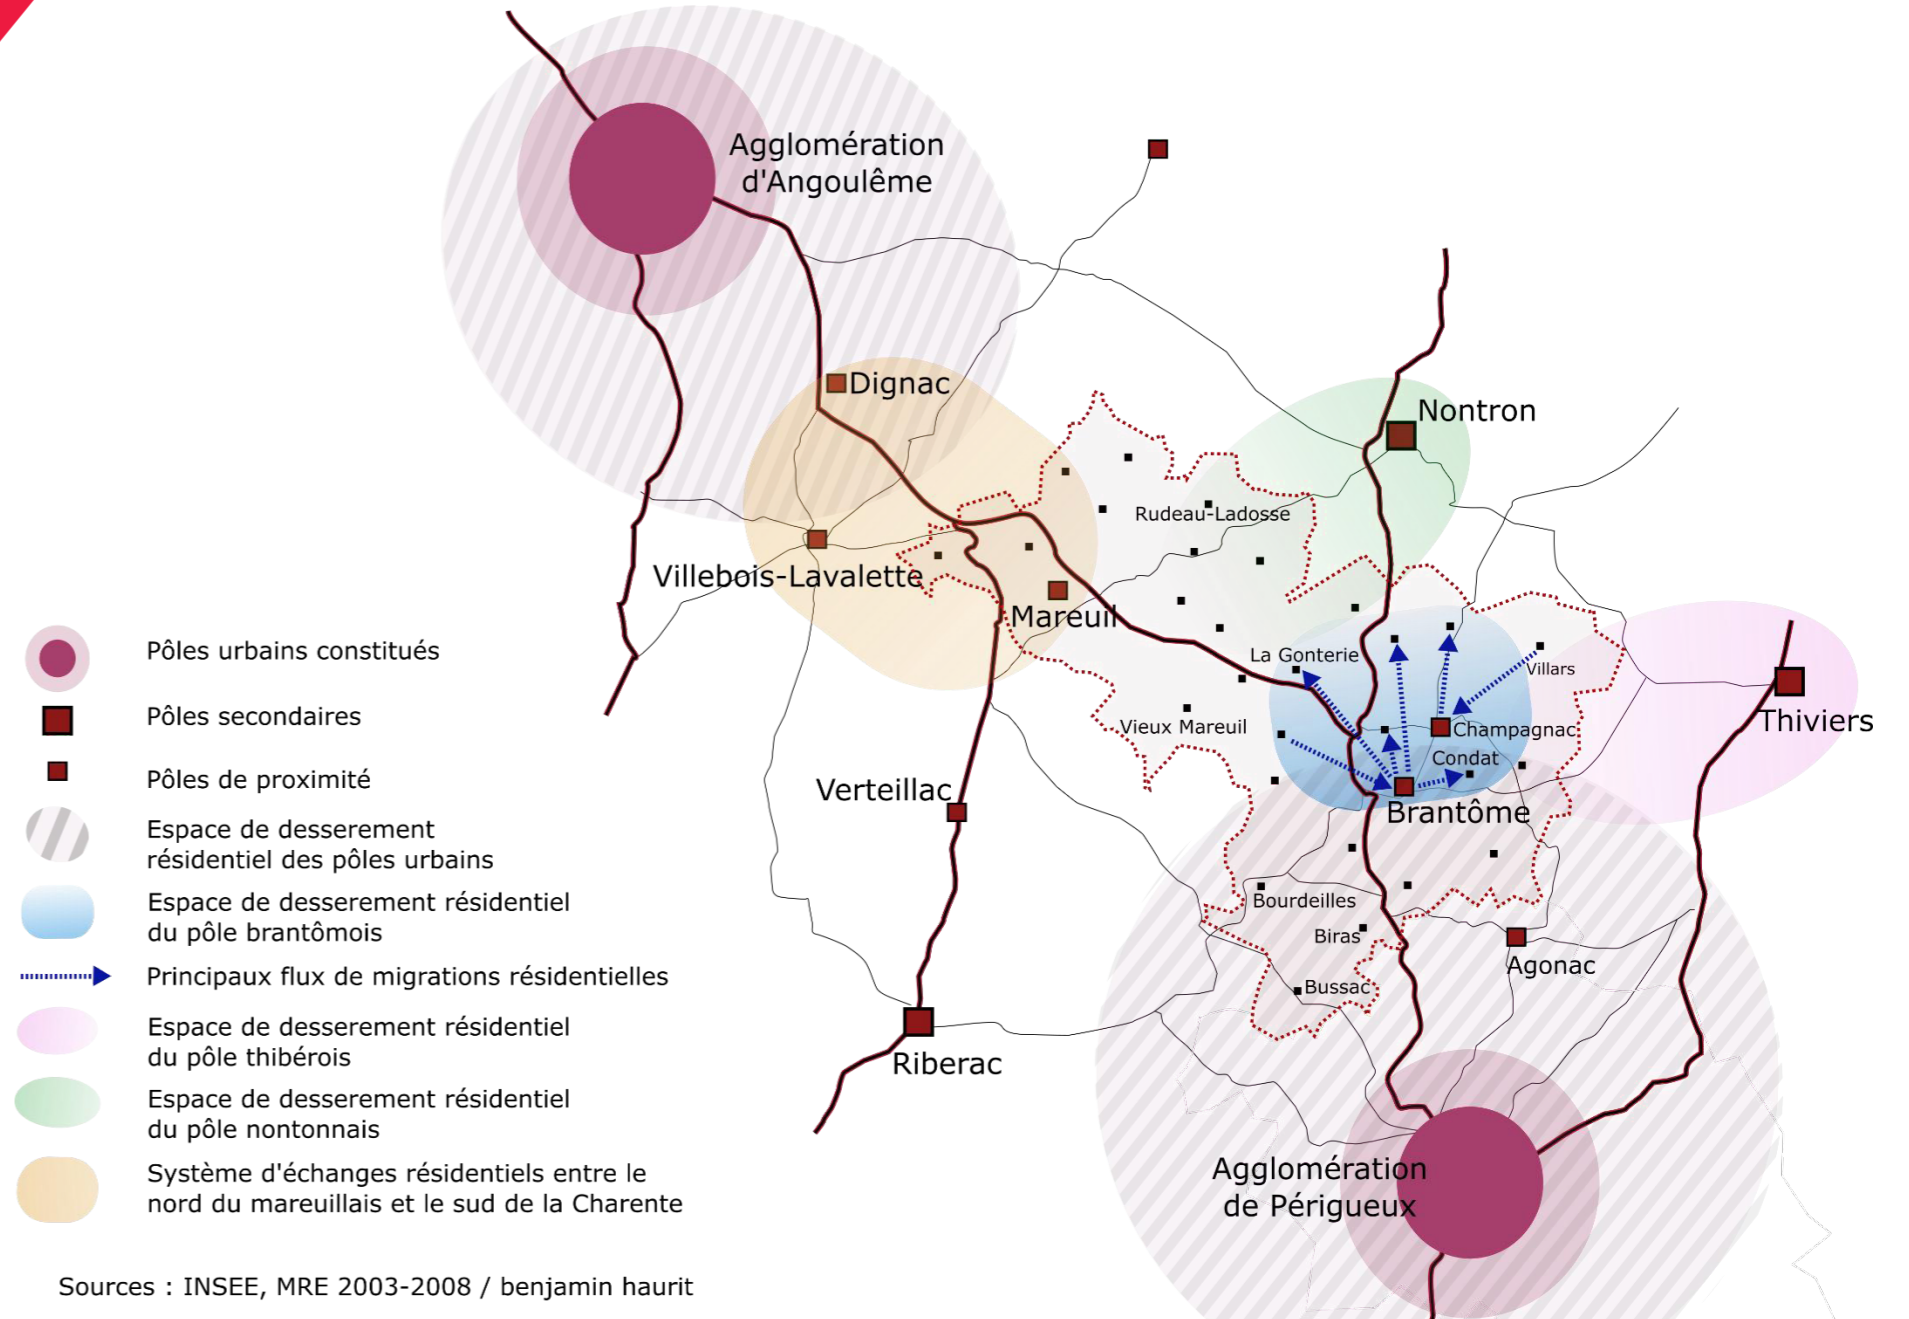 Agglomération
d'Angoulême
Dignac
Nontron
Rudeau-Ladosse
Villebois-Lavalette
Mareuil
La Gonterie
Villars
Vieux Mareuil
Champagnac
Condat
Thiviers
Verteillac
Brantôme
Bourdeilles
Biras
Agonac
Bussac
Riberac
Agglomération
de Périgueux
Pôles urbains constitués
Pôles secondaires
Pôles de proximité
Espace de desserement
résidentiel des pôles urbains
Espace de desserement résidentiel
du pôle brantômois
Principaux flux de migrations résidentielles
Espace de desserement résidentiel
du pôle thibérois
Espace de desserement résidentiel
du pôle nontonnais
Système d'échanges résidentiels entre le
nord du mareuillais et le sud de la Charente
Sources : INSEE, MRE 2003-2008 / benjamin haurit